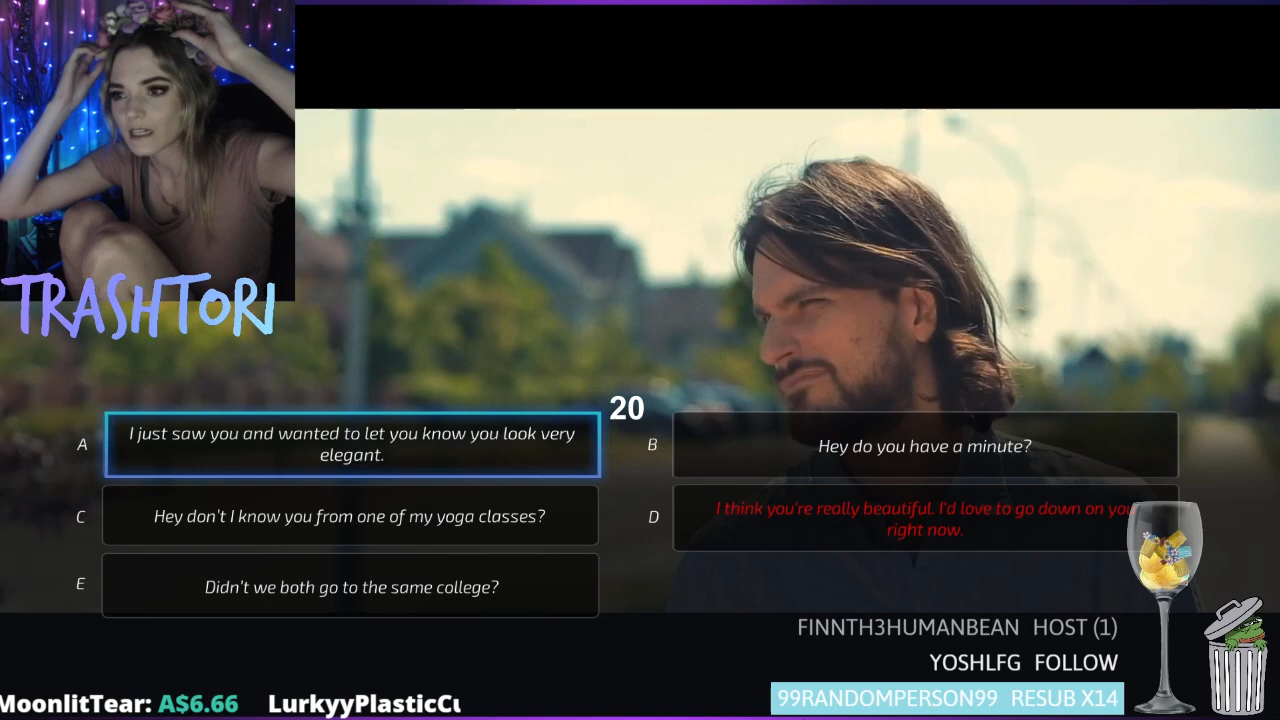 TRASHTORI
20
A
I just saw you and wanted to let you know you look very
elegant.
B
Hey do you have a minute?
C
Hey don't I know you from one of my yoga classes?
D
I think you're really beautiful. I'd love to go down on you
right now.
E
Didn't we both go to the same college?
FINNTH3HUMANBEAN HOST (1)
YOSHLFG FOLLOW
99RANDOMPERSON99 RESUB X14
MoonlitTear: A$6.66 LurkyyPlasticCu